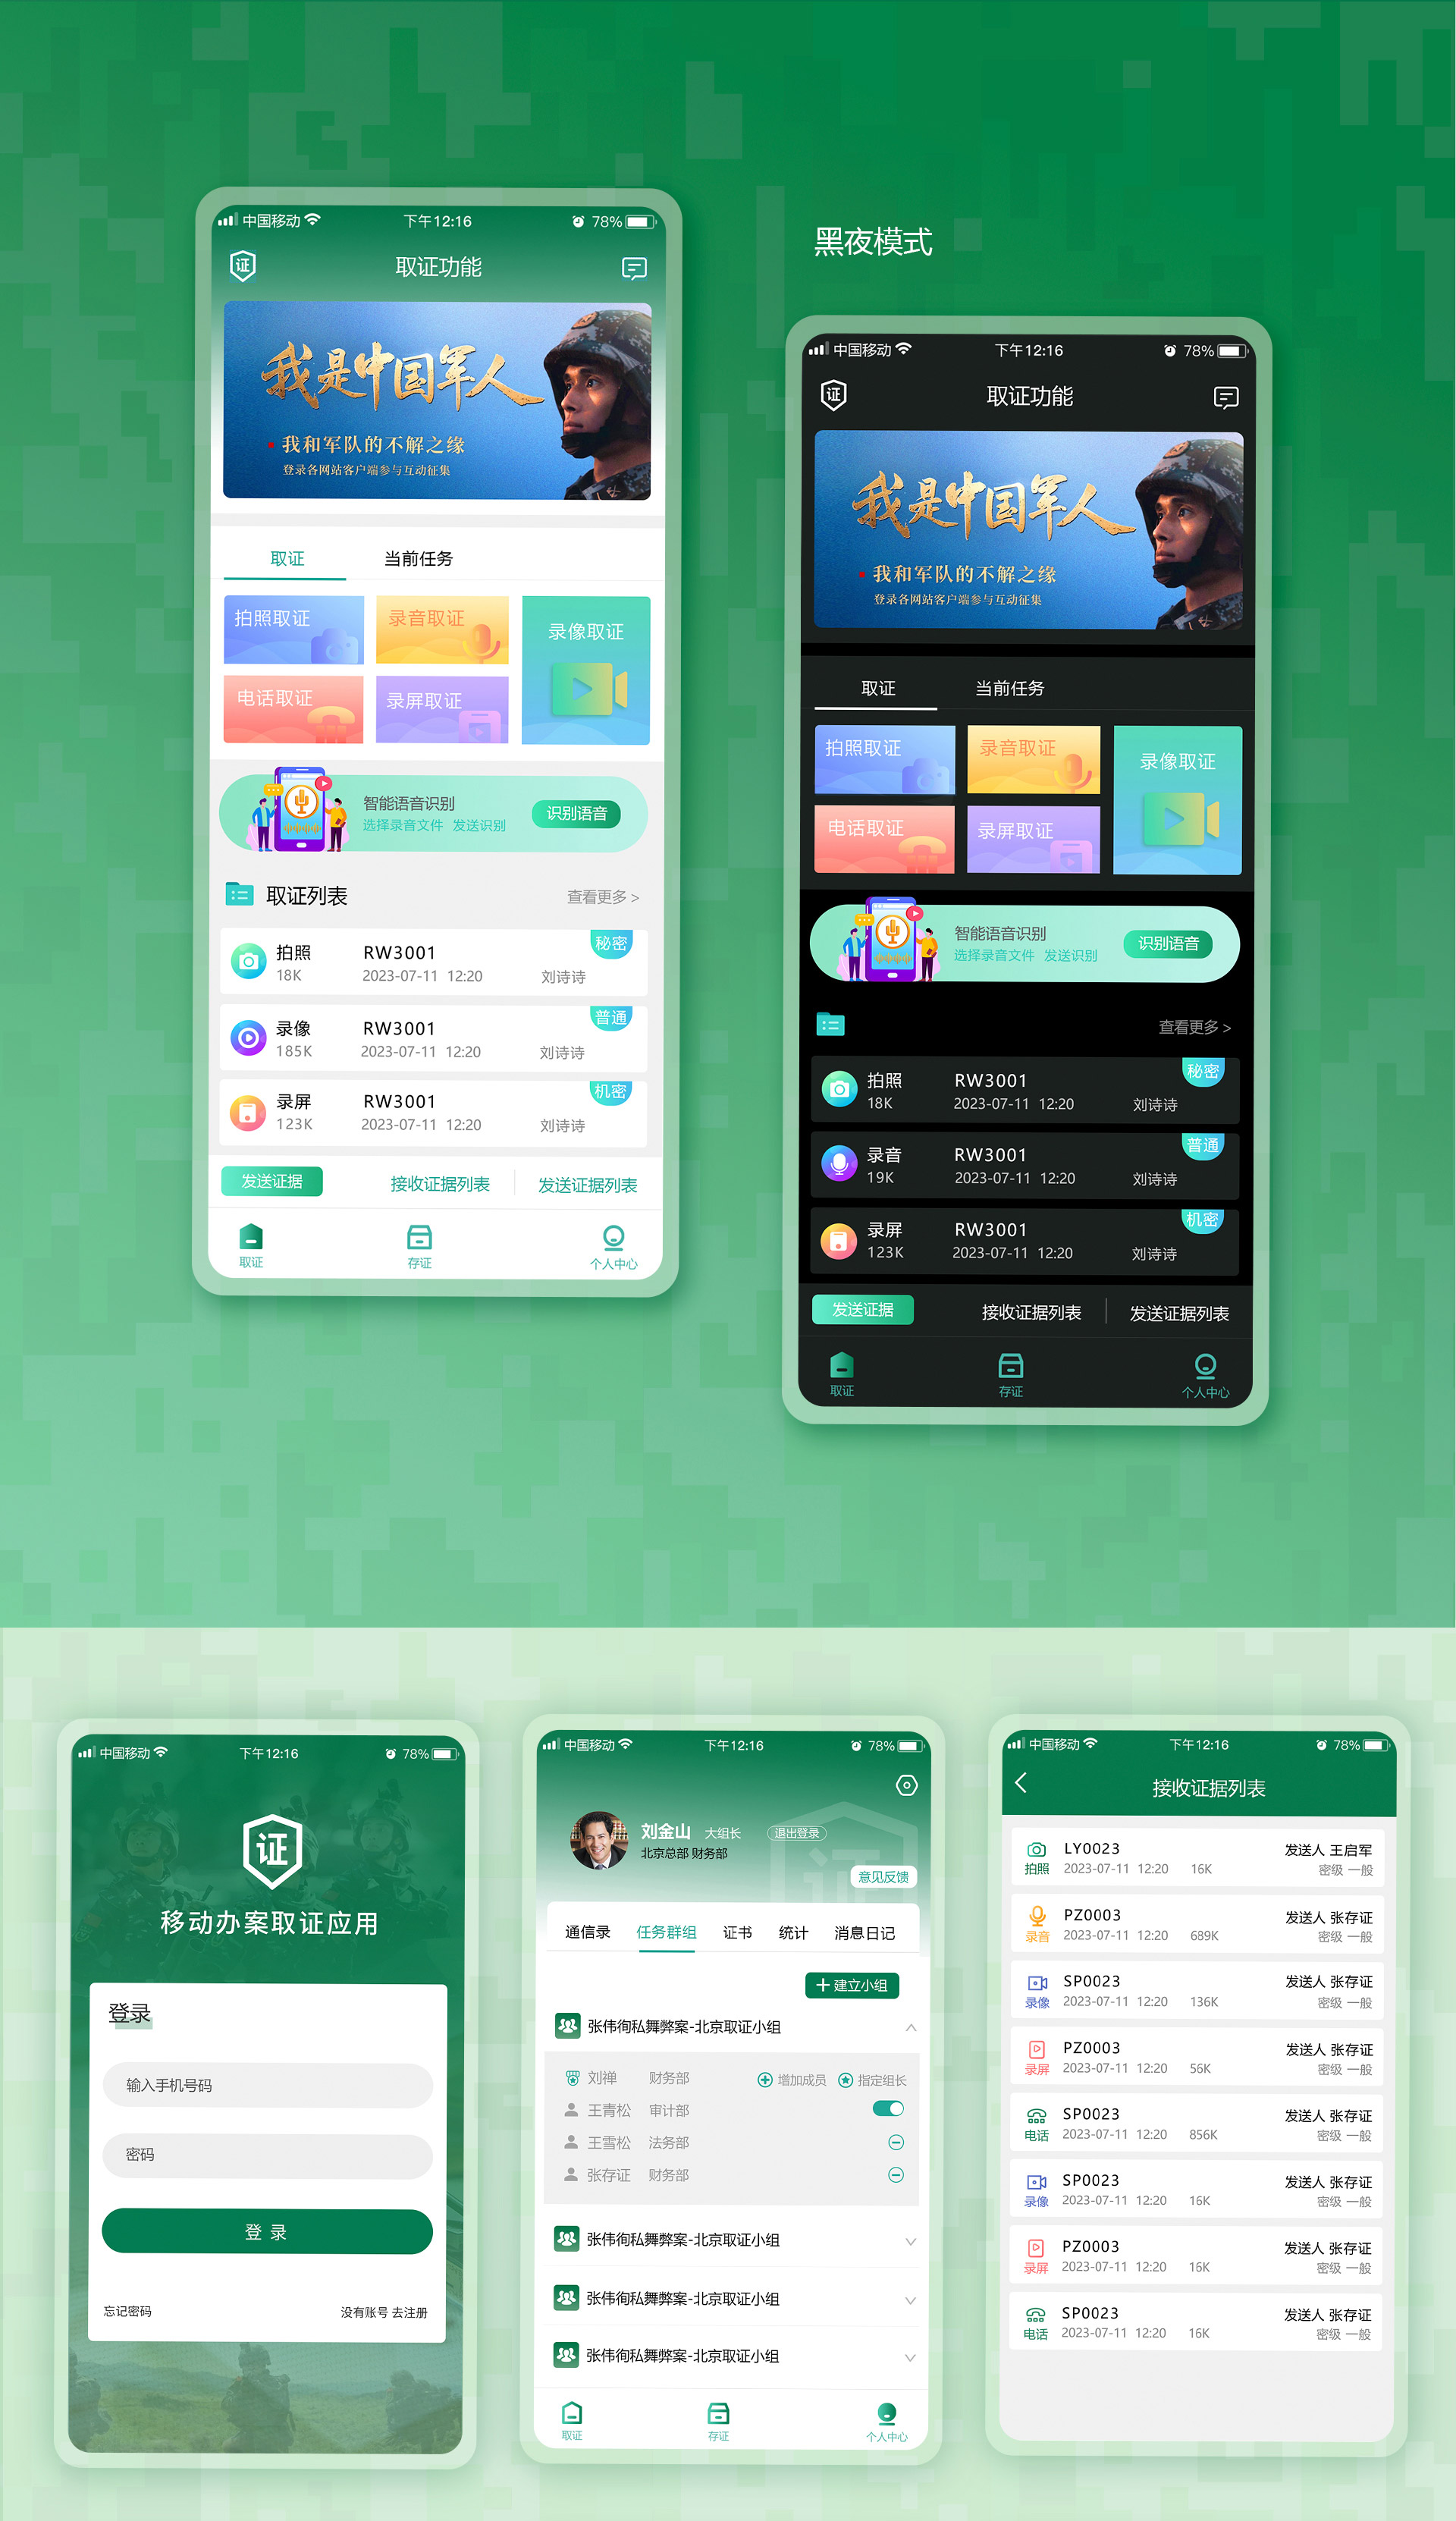 中国移动 下午12:16 78%
证 取证功能
我是中国军人
我和军队的不解之缘
登录各网站客户端参与互动征集
取证 当前任务
拍照取证 录音取证 录像取证
电话取证 录屏取证
智能语音识别
选择录音文件 发送识别
识别语音
取证列表 查看更多 >
拍照 RW3001 秘密
18K 2023-07-11 12:20 刘诗诗
录像 RW3001 普通
185K 2023-07-11 12:20 刘诗诗
录屏 RW3001 机密
123K 2023-07-11 12:20 刘诗诗
发送证据 接收证据列表 发送证据列表
取证 存证 个人中心
黑夜模式
中国移动 下午12:16 78%
证 取证功能
我是中国军人
我和军队的不解之缘
登录各网站客户端参与互动征集
取证 当前任务
拍照取证 录音取证 录像取证
电话取证 录屏取证
智能语音识别
选择录音文件 发送识别
识别语音
查看更多 >
拍照 RW3001 秘密
18K 2023-07-11 12:20 刘诗诗
录音 RW3001 普通
19K 2023-07-11 12:20 刘诗诗
录屏 RW3001 机密
123K 2023-07-11 12:20 刘诗诗
发送证据 接收证据列表 发送证据列表
取证 存证 个人中心
中国移动 下午12:16 78%
证
移动办案取证应用
登录
输入手机号码
密码
登 录
忘记密码 没有账号 去注册
中国移动 下午12:16 78%
刘金山 大组长 退出登录
北京总部 财务部
证
意见反馈
通信录 任务群组 证书 统计 消息日记
建立小组
张伟徇私舞弊案-北京取证小组
刘禅 财务部 增加成员 指定组长
王青松 审计部
王雪松 法务部
张存证 财务部
张伟徇私舞弊案-北京取证小组
张伟徇私舞弊案-北京取证小组
张伟徇私舞弊案-北京取证小组
取证 存证 个人中心
中国移动 下午12:16 78%
接收证据列表
LY0023 发送人 王启军
拍照 2023-07-11 12:20 16K 密级 一般
PZ0003 发送人 张存证
录音 2023-07-11 12:20 689K 密级 一般
SP0023 发送人 张存证
录像 2023-07-11 12:20 136K 密级 一般
PZ0003 发送人 张存证
录屏 2023-07-11 12:20 56K 密级 一般
SP0023 发送人 张存证
电话 2023-07-11 12:20 856K 密级 一般
SP0023 发送人 张存证
录像 2023-07-11 12:20 16K 密级 一般
PZ0003 发送人 张存证
录屏 2023-07-11 12:20 16K 密级 一般
SP0023 发送人 张存证
电话 2023-07-11 12:20 16K 密级 一般